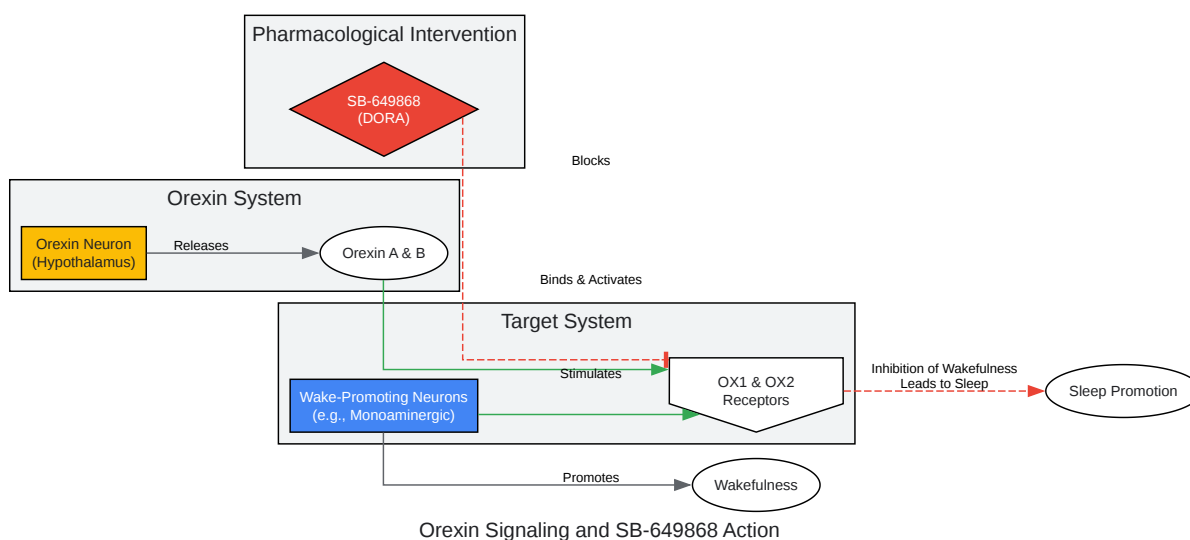 Pharmacological Intervention
SB-649868
(DORA)
Blocks
Orexin System
Orexin Neuron
(Hypothalamus)
Releases
Orexin A & B
Binds & Activates
Target System
Stimulates
Wake-Promoting Neurons
(e.g., Monoaminergic)
OX1 & OX2
Receptors
Inhibition of Wakefulness
Leads to Sleep
Sleep Promotion
Promotes
Wakefulness
Orexin Signaling and SB-649868 Action